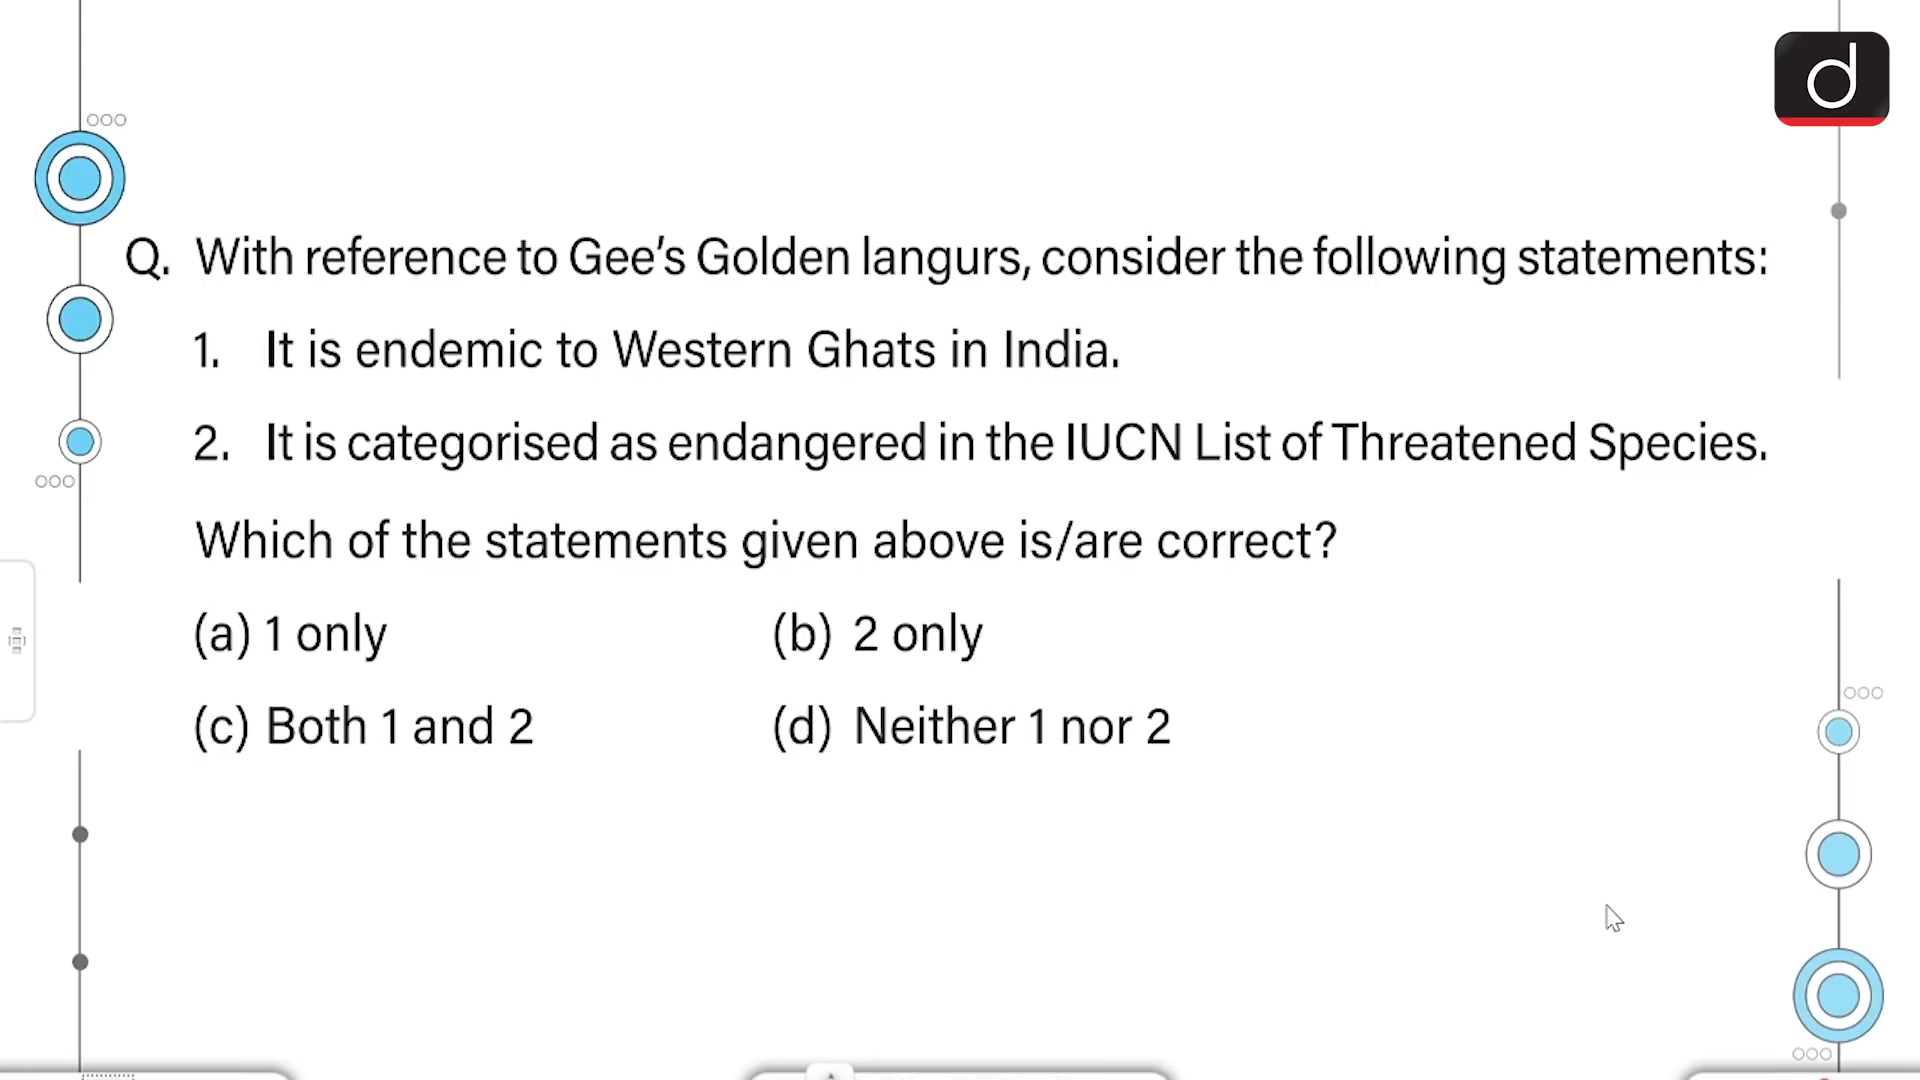 d
Q. With reference to Gee's Golden langurs, consider the following statements:
1. It is endemic to Western Ghats in India.
2. It is categorised as endangered in the IUCN List of Threatened Species.
Which of the statements given above is/are correct?
(a) 1 only (b) 2 only
(c) Both 1 and 2 (d) Neither 1 nor 2